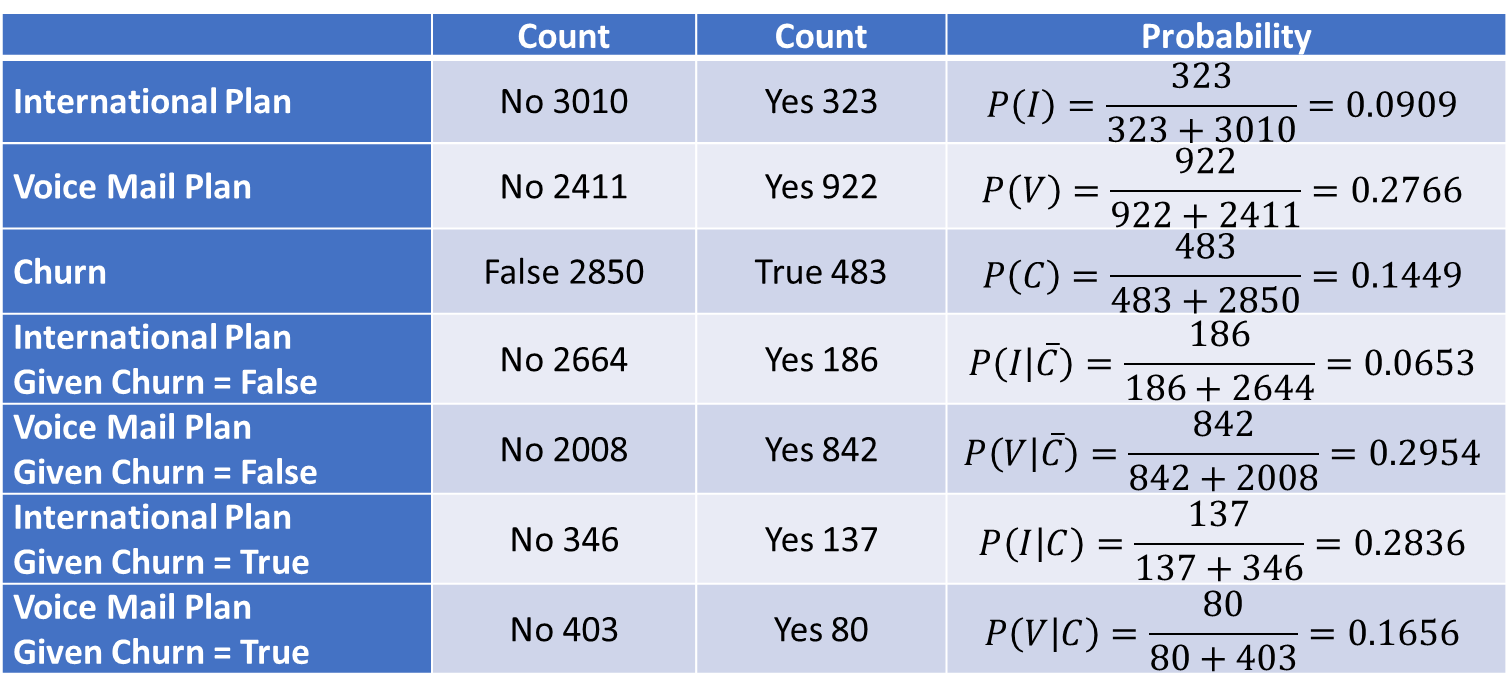 Count Count Probability
International Plan No 3010 Yes 323 P(I) = 323 / (323 + 3010) = 0.0909
Voice Mail Plan No 2411 Yes 922 P(V) = 922 / (922 + 2411) = 0.2766
Churn False 2850 True 483 P(C) = 483 / (483 + 2850) = 0.1449
International Plan
Given Churn = False No 2664 Yes 186 P(I|C̄) = 186 / (186 + 2644) = 0.0653
Voice Mail Plan
Given Churn = False No 2008 Yes 842 P(V|C̄) = 842 / (842 + 2008) = 0.2954
International Plan
Given Churn = True No 346 Yes 137 P(I|C) = 137 / (137 + 346) = 0.2836
Voice Mail Plan
Given Churn = True No 403 Yes 80 P(V|C) = 80 / (80 + 403) = 0.1656